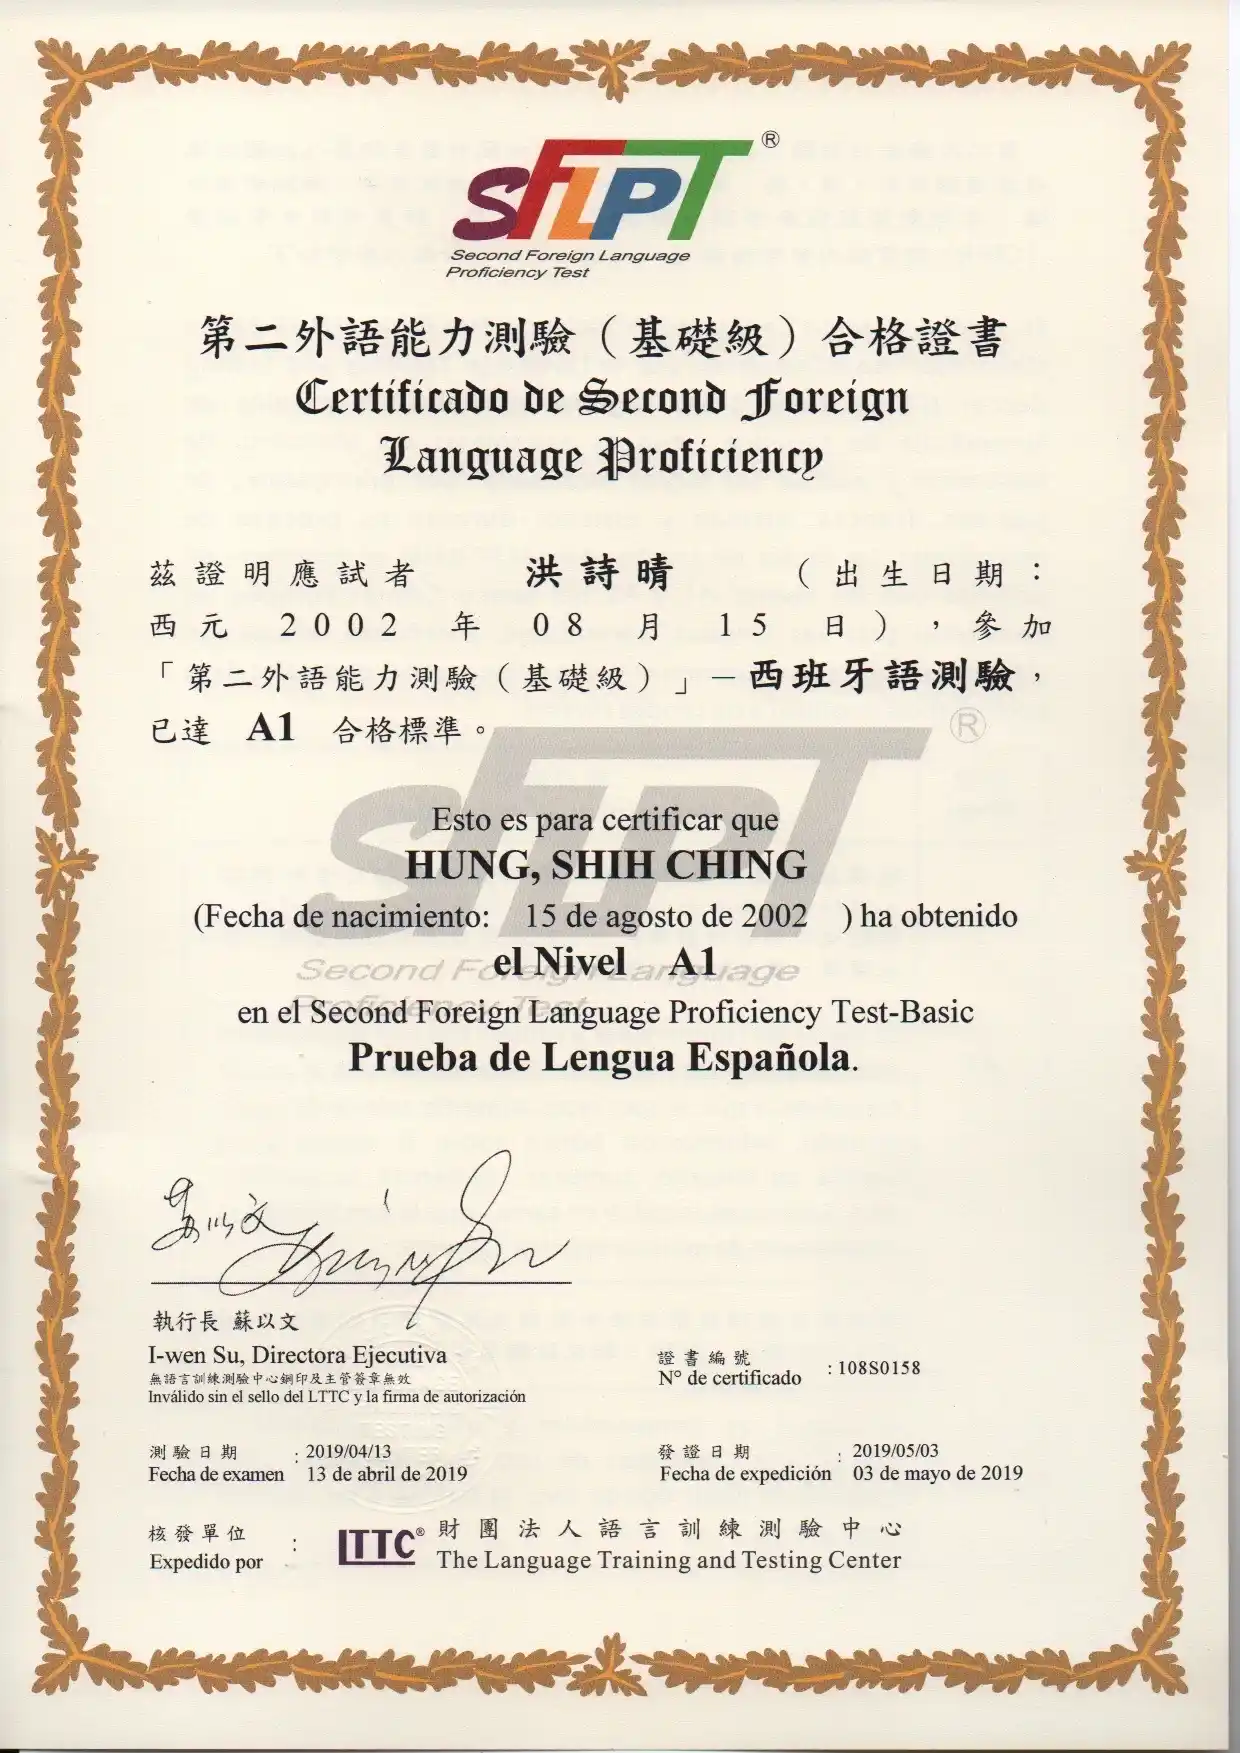 SFLPT®
Second Foreign Language
Proficiency Test
第二外語能力測驗（基礎級）合格證書
Certificado de Second Foreign
Language Proficiency
茲證明應試者 洪詩晴 （出生日期：
西元 2002 年 08 月 15 日），參加
「第二外語能力測驗（基礎級）」－西班牙語測驗，
已達 A1 合格標準。
SFLPT®
Esto es para certificar que
HUNG, SHIH CHING
(Fecha de nacimiento: 15 de agosto de 2002 ) ha obtenido
el Nivel A1
Second Foreign Language
Proficiency Test
en el Second Foreign Language Proficiency Test-Basic
Prueba de Lengua Española.
蘇以文
執行長 蘇以文
I-wen Su, Directora Ejecutiva
無語言訓練測驗中心鋼印及主管簽章無效
Inválido sin el sello del LTTC y la firma de autorización
證書編號
N° de certificado : 108S0158
測驗日期 : 2019/04/13
Fecha de examen 13 de abril de 2019
發證日期 : 2019/05/03
Fecha de expedición 03 de mayo de 2019
核發單位
Expedido por :
LTTC® 財團法人語言訓練測驗中心
The Language Training and Testing Center